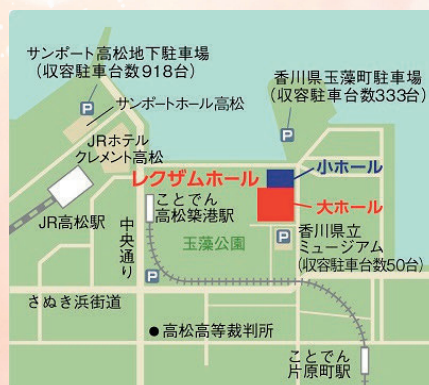 サンポート高松地下駐車場
（収容駐車台数918台）
P
サンポートホール高松
香川県玉藻町駐車場
（収容駐車台数333台）
P
JRホテル
クレメント高松
レクザムホール
小ホール
大ホール
JR高松駅
ことでん
高松築港駅
中央通り
玉藻公園
P
香川県立
ミュージアム
（収容駐車台数50台）
P
さぬき浜街道
●高松高等裁判所
ことでん
片原町駅